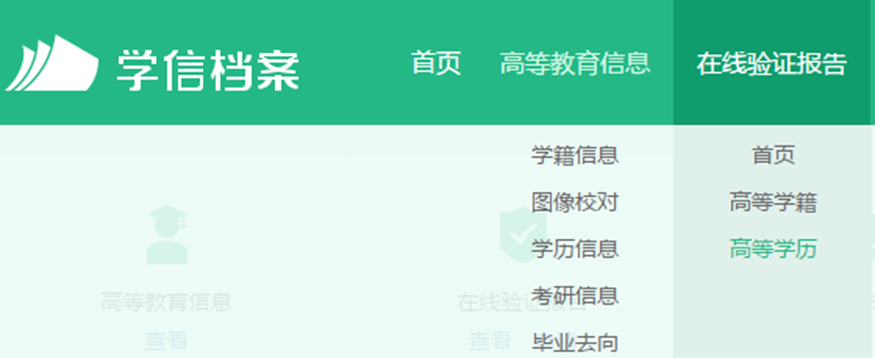 学信档案
首页 高等教育信息 在线验证报告
学籍信息 首页
图像校对 高等学籍
学历信息 高等学历
考研信息
高等教育信息 在线验证报告
毕业去向
查看 查看